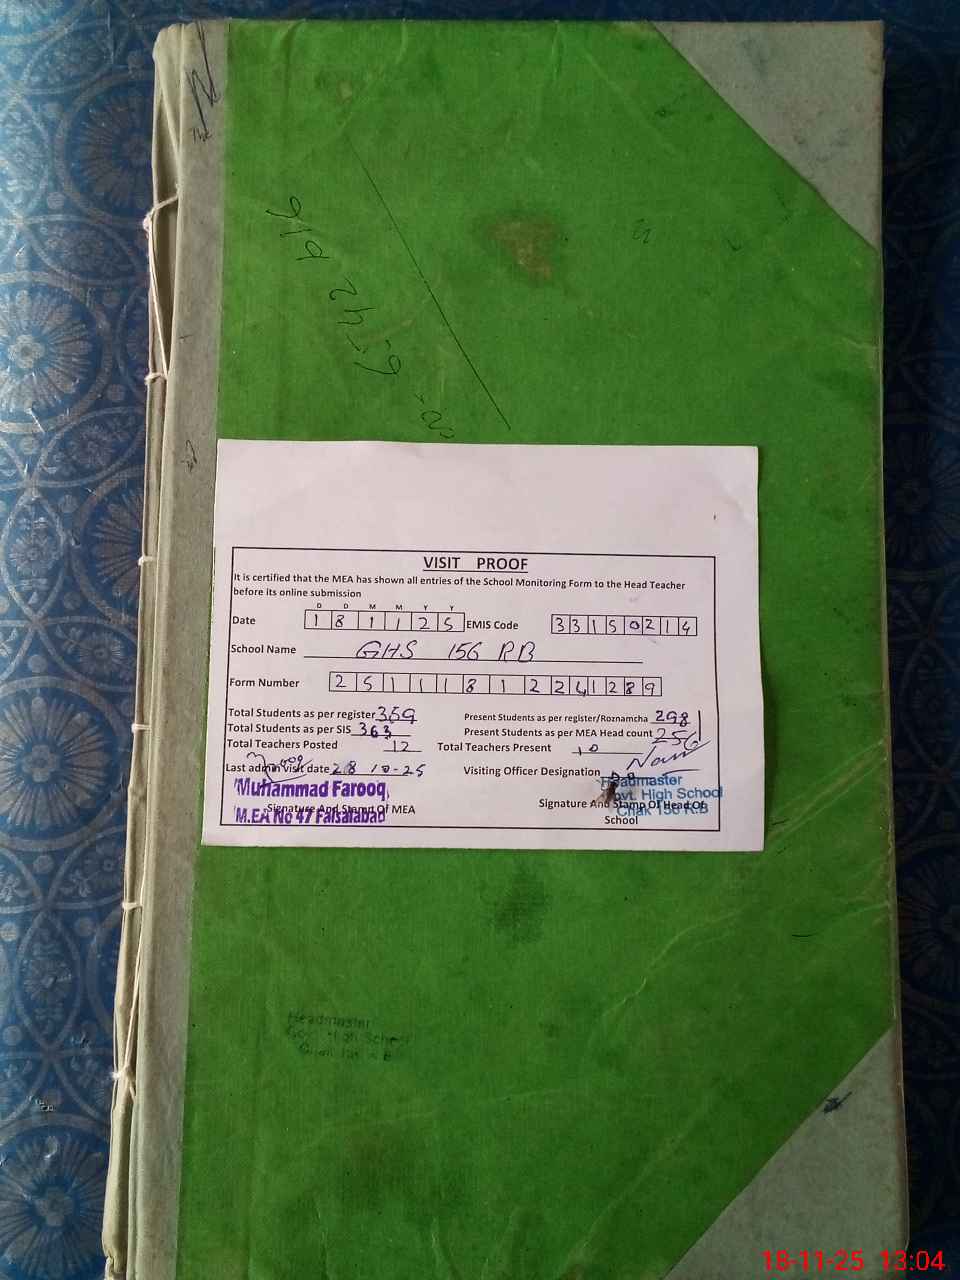 VISIT PROOF
It is certified that the MEA has shown all entries of the School Monitoring Form to the Head Teacher
before its online submission
D D M M Y Y
Date 1 8 1 1 2 5 EMIS Code 3 3 1 5 0 2 1 4
School Name GHS 156 RB
Form Number 2 5 1 1 1 8 1 2 2 4 1 2 8 9
Total Students as per register 359 Present Students as per register/Roznamcha 298
Total Students as per SIS 363 Present Students as per MEA Head count 256
Total Teachers Posted 12 Total Teachers Present 10
Last admin visit date 28 10-25 Visiting Officer Designation
Muhammad Farooq
M.EA No 47 Faisalabad
Signature And Stamp Of MEA
Headmaster
Govt. High School
Chak 156 R.B
Signature And Stamp Of Head Of
School
Headmaster
High School
18-11-25 13:04